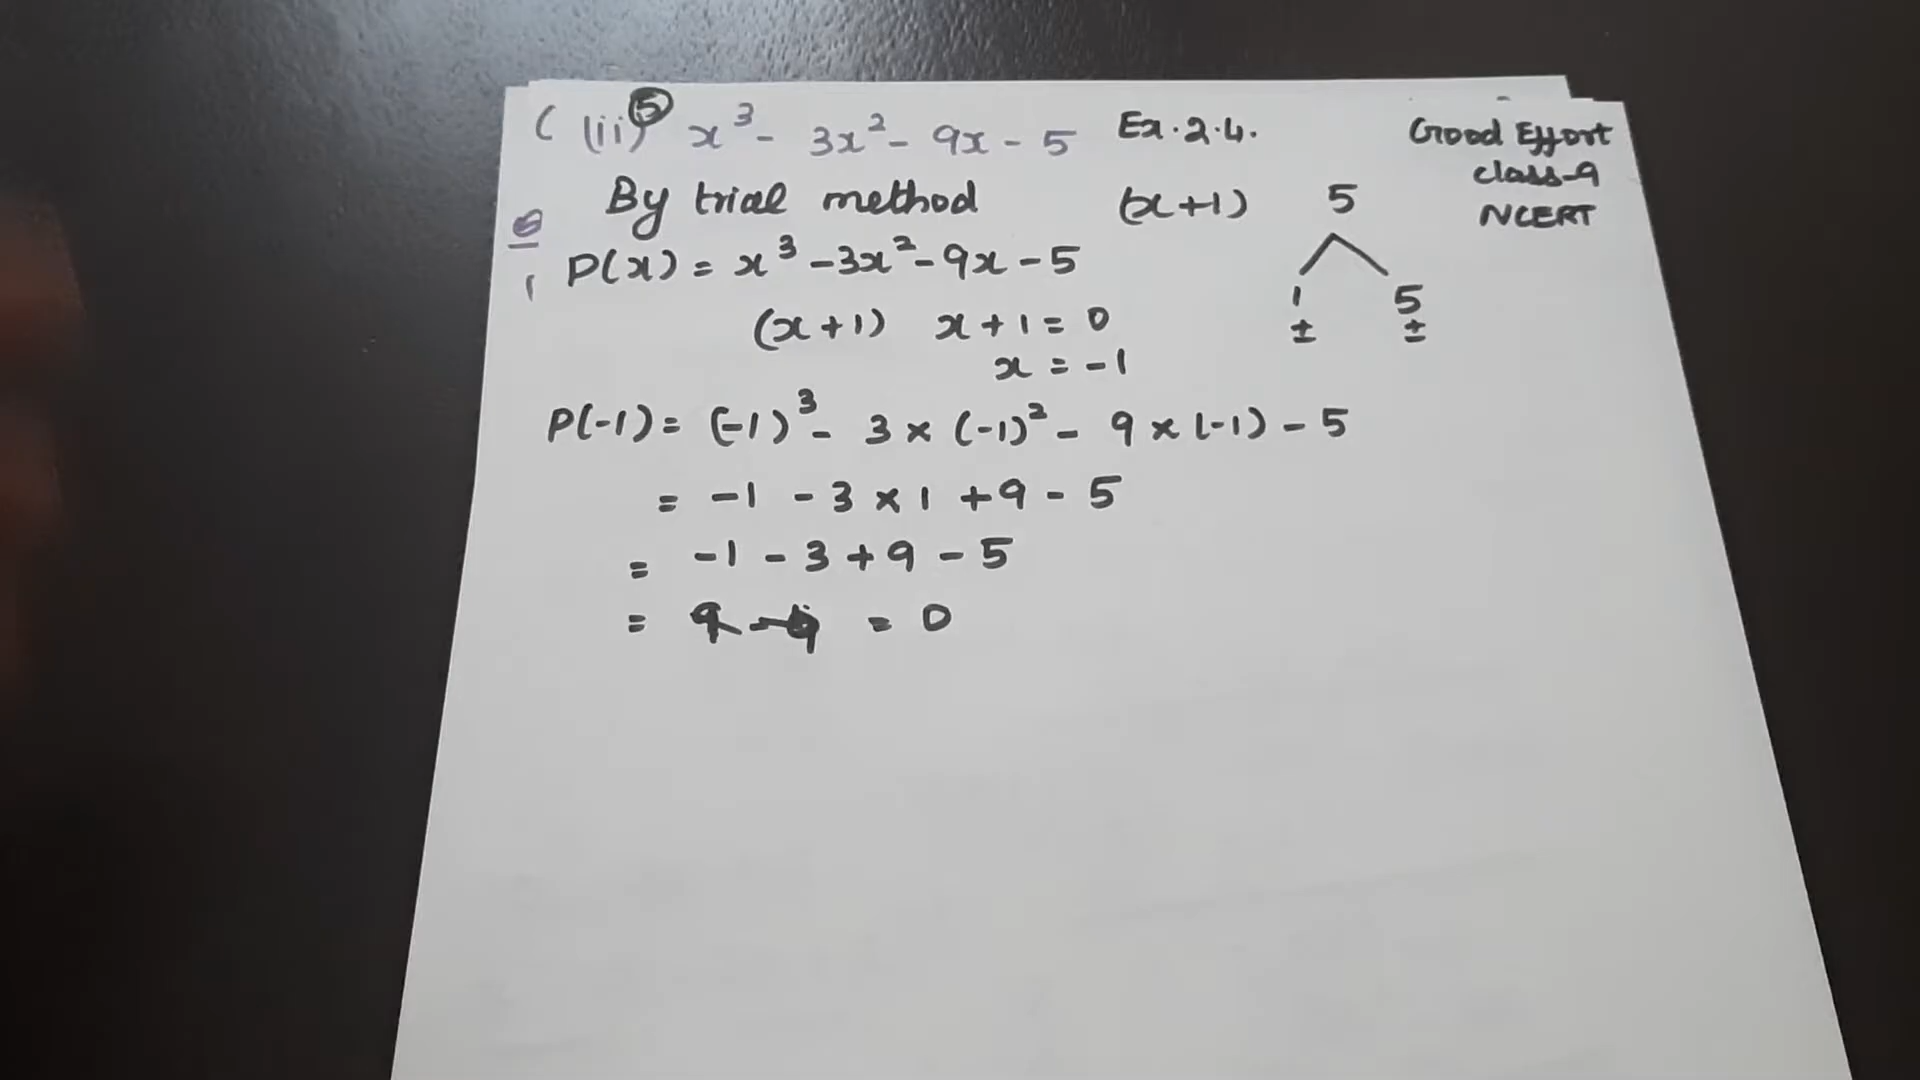 (ii) 5 x³ - 3x² - 9x - 5 Ex.2.4.
Good Effort
class-9
NCERT
By trial method (x+1)
5
1 5
± ±
P(x) = x³ - 3x² - 9x - 5
(x+1) x+1 = 0
x = -1
P(-1) = (-1)³ - 3 × (-1)² - 9 × (-1) - 5
= -1 - 3 × 1 + 9 - 5
= -1 - 3 + 9 - 5
= 9 - 9 = 0